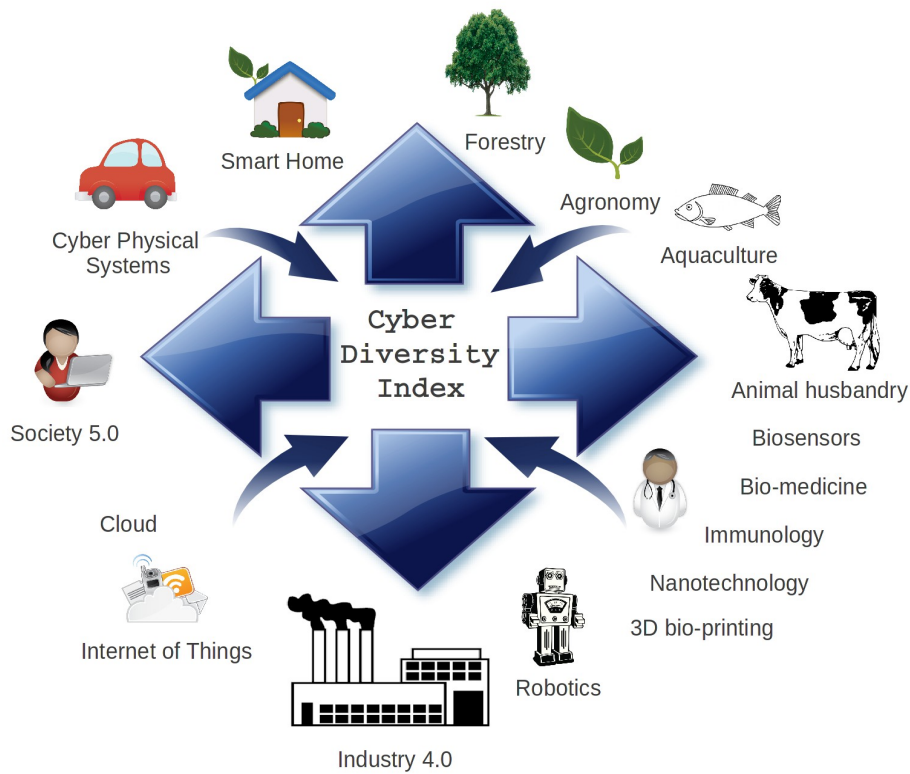 Forestry
Smart Home
Agronomy
Cyber Physical
Systems
Aquaculture
Cyber
Diversity
Index
Animal husbandry
Society 5.0
Biosensors
Bio-medicine
Cloud
Immunology
Nanotechnology
3D bio-printing
Internet of Things
Robotics
Industry 4.0